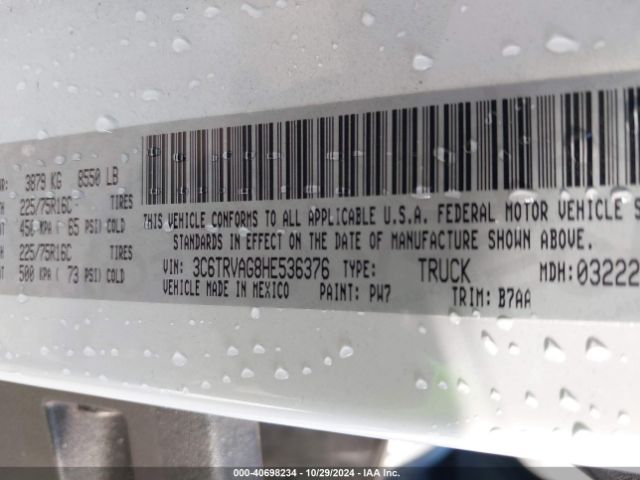 3879 KG 8550 LB
225/75R16C TIRES
450 KPA ( 65 PSI) COLD
225/75R16C TIRES
500 KPA ( 73 PSI) COLD
THIS VEHICLE CONFORMS TO ALL APPLICABLE U.S.A. FEDERAL MOTOR VEHICLE
STANDARDS IN EFFECT ON THE DATE OF MANUFACTURE SHOWN ABOVE.
VIN: 3C6TRVAG8HE536376 TYPE: TRUCK MDH: 03222
VEHICLE MADE IN MEXICO PAINT: PW7 TRIM: B7AA
000-40698234 - 10/29/2024 - IAA Inc.